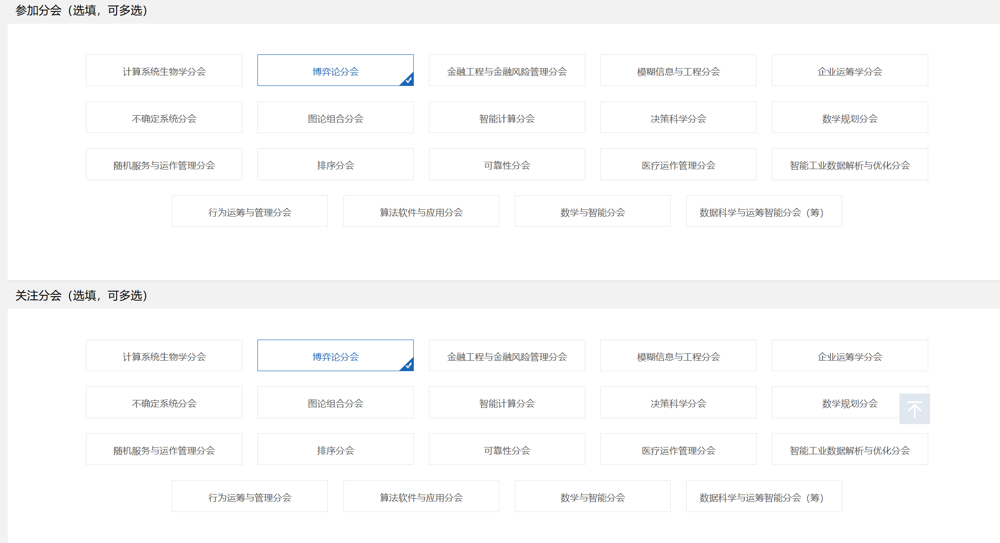 参加分会（选填，可多选）
计算系统生物学分会 博弈论分会 金融工程与金融风险管理分会 模糊信息与工程分会 企业运筹学分会
不确定系统分会 图论组合分会 智能计算分会 决策科学分会 数学规划分会
随机服务与运作管理分会 排序分会 可靠性分会 医疗运作管理分会 智能工业数据解析与优化分会
行为运筹与管理分会 算法软件与应用分会 数学与智能分会 数据科学与运筹智能分会（筹）
关注分会（选填，可多选）
计算系统生物学分会 博弈论分会 金融工程与金融风险管理分会 模糊信息与工程分会 企业运筹学分会
不确定系统分会 图论组合分会 智能计算分会 决策科学分会 数学规划分会
随机服务与运作管理分会 排序分会 可靠性分会 医疗运作管理分会 智能工业数据解析与优化分会
行为运筹与管理分会 算法软件与应用分会 数学与智能分会 数据科学与运筹智能分会（筹）